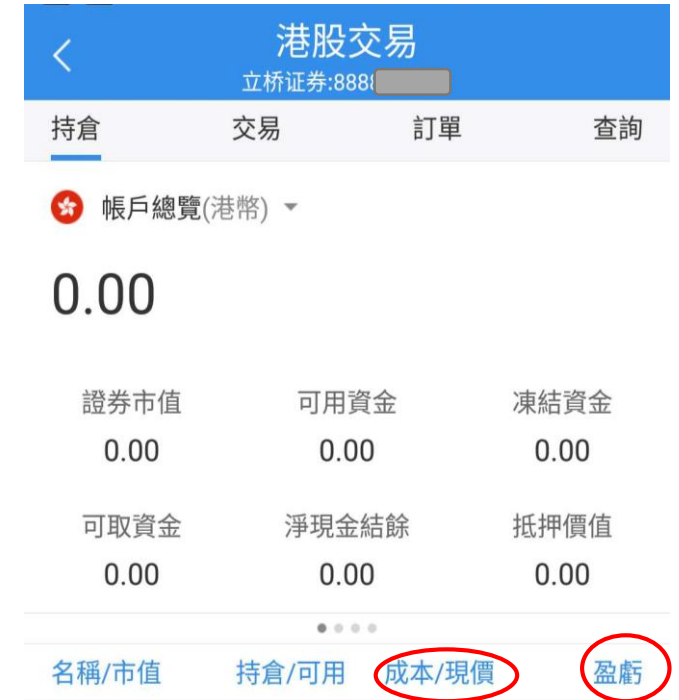 港股交易
立桥证券:888
持倉 交易 訂單 查詢
帳戶總覽(港幣)
0.00
證券市值 可用資金 凍結資金
0.00 0.00 0.00
可取資金 淨現金結餘 抵押價值
0.00 0.00 0.00
名稱/市值 持倉/可用 成本/現價 盈虧